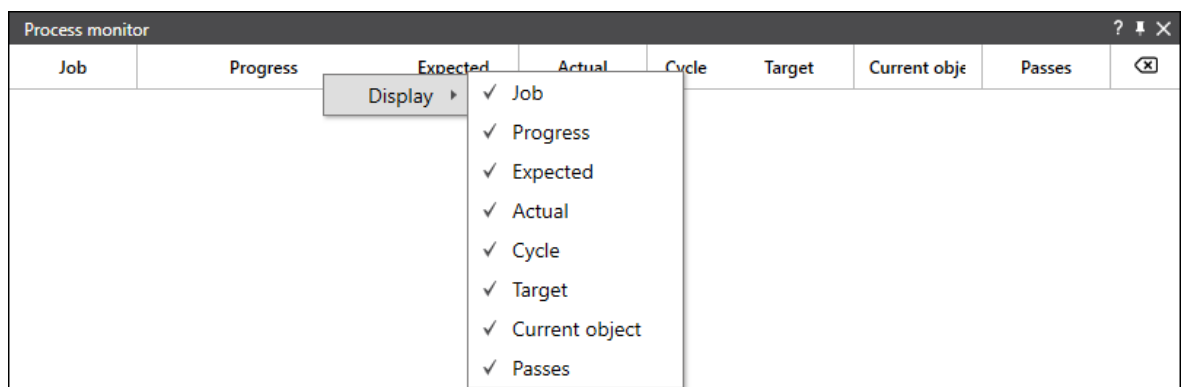 Process monitor ?
Job Progress Expected Actual Cycle Target Current obje Passes
Display
Job
Progress
Expected
Actual
Cycle
Target
Current object
Passes